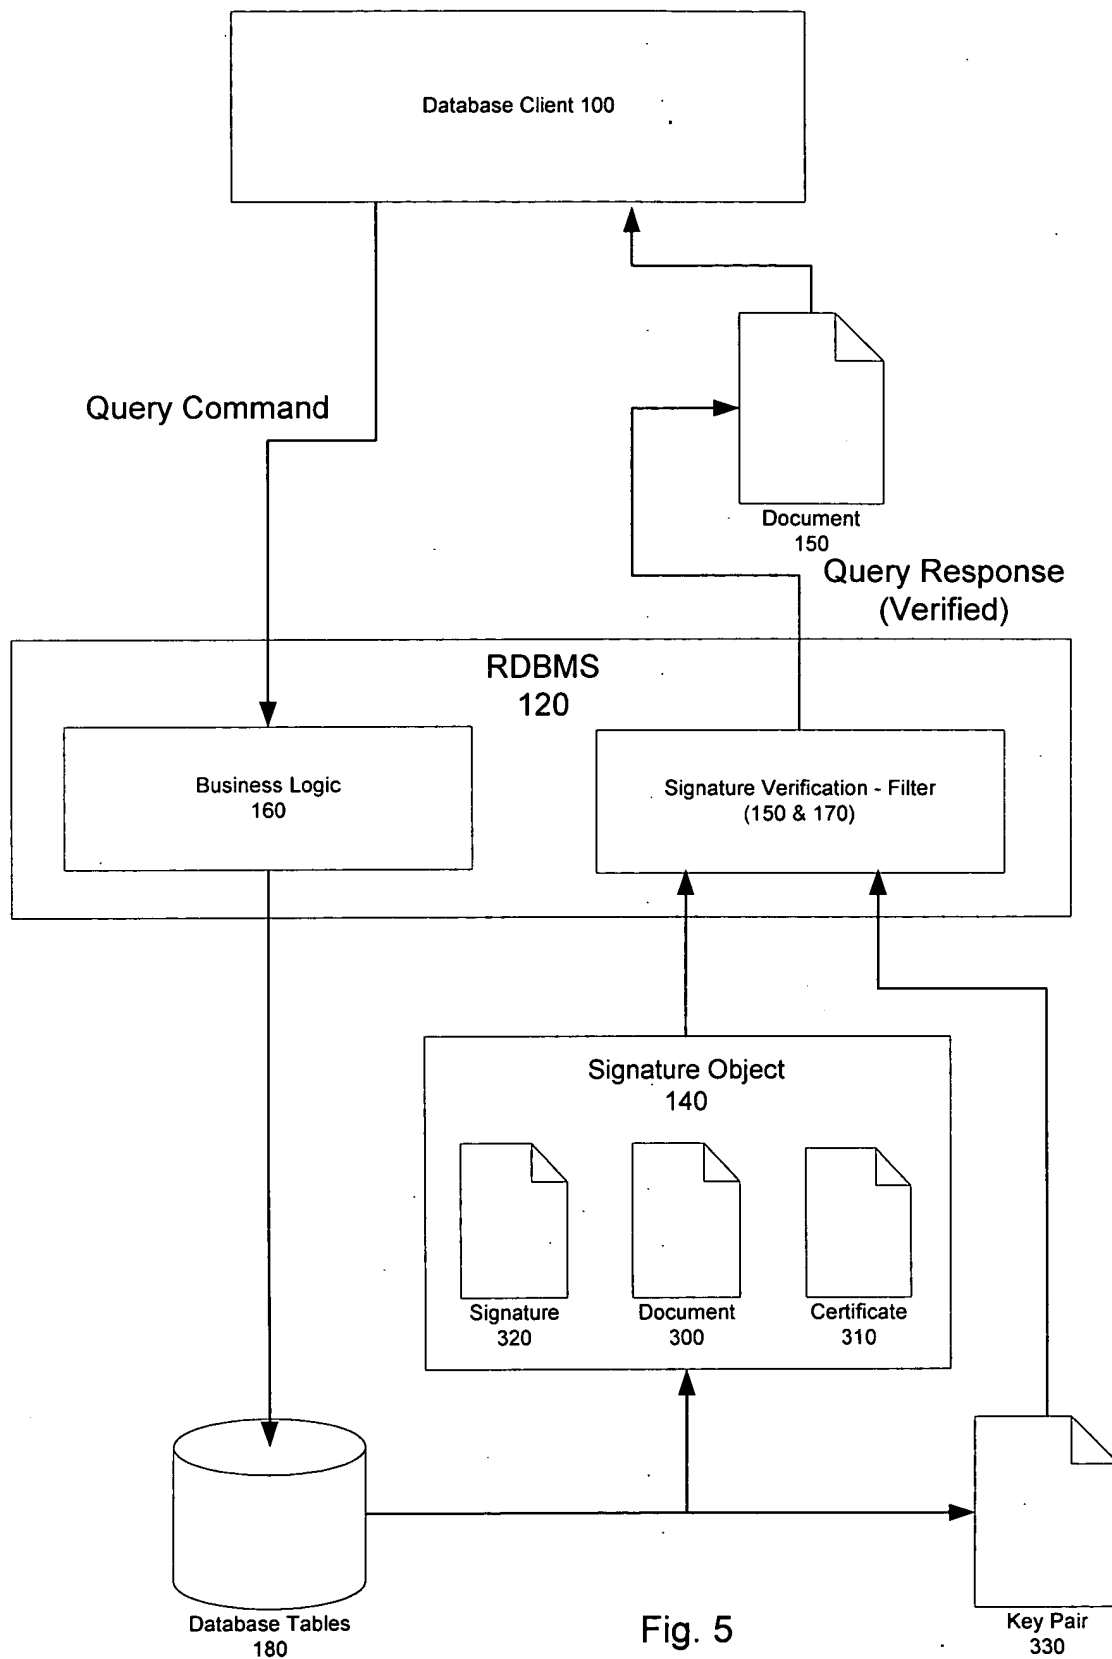 Database Client 100
Query Command
Document
150
Query Response
(Verified)
RDBMS
120
Business Logic
160
Signature Verification - Filter
(150 & 170)
Signature Object
140
Signature
320
Document
300
Certificate
310
Database Tables
180
Fig. 5
Key Pair
330